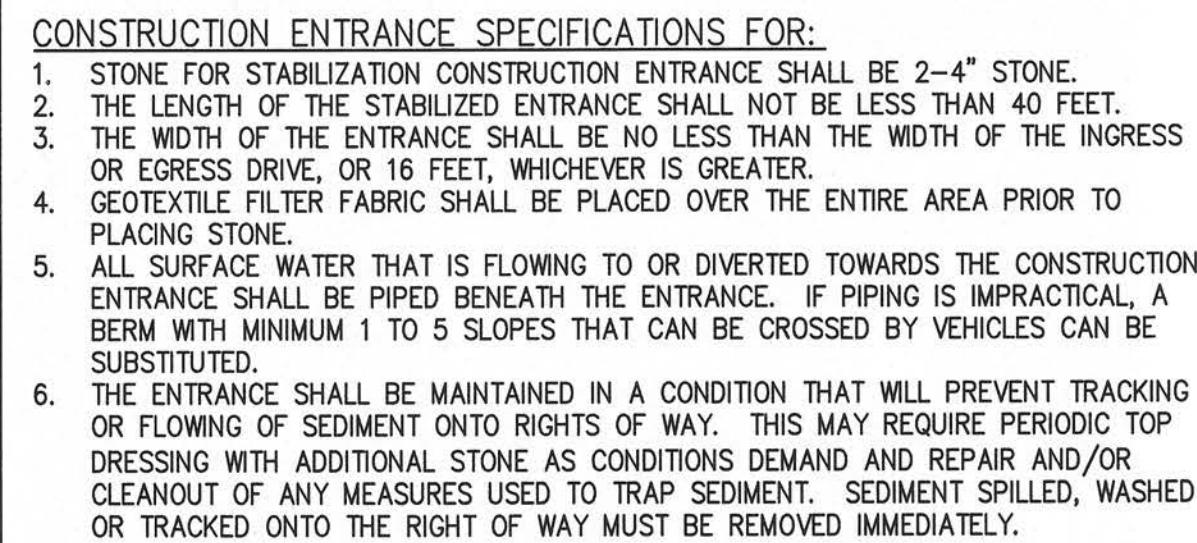 CONSTRUCTION ENTRANCE SPECIFICATIONS FOR:
1. STONE FOR STABILIZATION CONSTRUCTION ENTRANCE SHALL BE 2-4" STONE.
2. THE LENGTH OF THE STABILIZED ENTRANCE SHALL NOT BE LESS THAN 40 FEET.
3. THE WIDTH OF THE ENTRANCE SHALL BE NO LESS THAN THE WIDTH OF THE INGRESS
OR EGRESS DRIVE, OR 16 FEET, WHICHEVER IS GREATER.
4. GEOTEXTILE FILTER FABRIC SHALL BE PLACED OVER THE ENTIRE AREA PRIOR TO
PLACING STONE.
5. ALL SURFACE WATER THAT IS FLOWING TO OR DIVERTED TOWARDS THE CONSTRUCTION
ENTRANCE SHALL BE PIPED BENEATH THE ENTRANCE. IF PIPING IS IMPRACTICAL, A
BERM WITH MINIMUM 1 TO 5 SLOPES THAT CAN BE CROSSED BY VEHICLES CAN BE
SUBSTITUTED.
6. THE ENTRANCE SHALL BE MAINTAINED IN A CONDITION THAT WILL PREVENT TRACKING
OR FLOWING OF SEDIMENT ONTO RIGHTS OF WAY. THIS MAY REQUIRE PERIODIC TOP
DRESSING WITH ADDITIONAL STONE AS CONDITIONS DEMAND AND REPAIR AND/OR
CLEANOUT OF ANY MEASURES USED TO TRAP SEDIMENT. SEDIMENT SPILLED, WASHED
OR TRACKED ONTO THE RIGHT OF WAY MUST BE REMOVED IMMEDIATELY.